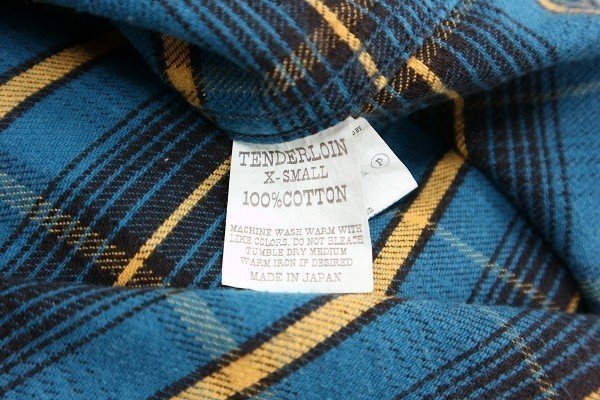 TENDERLOIN
X-SMALL
100%COTTON
MACHINE WASH WARM WITH
LIKE COLORS, DO NOT BLEACH
TUMBLE DRY MEDIUM
WARM IRON IF DESIRED
MADE IN JAPAN
P